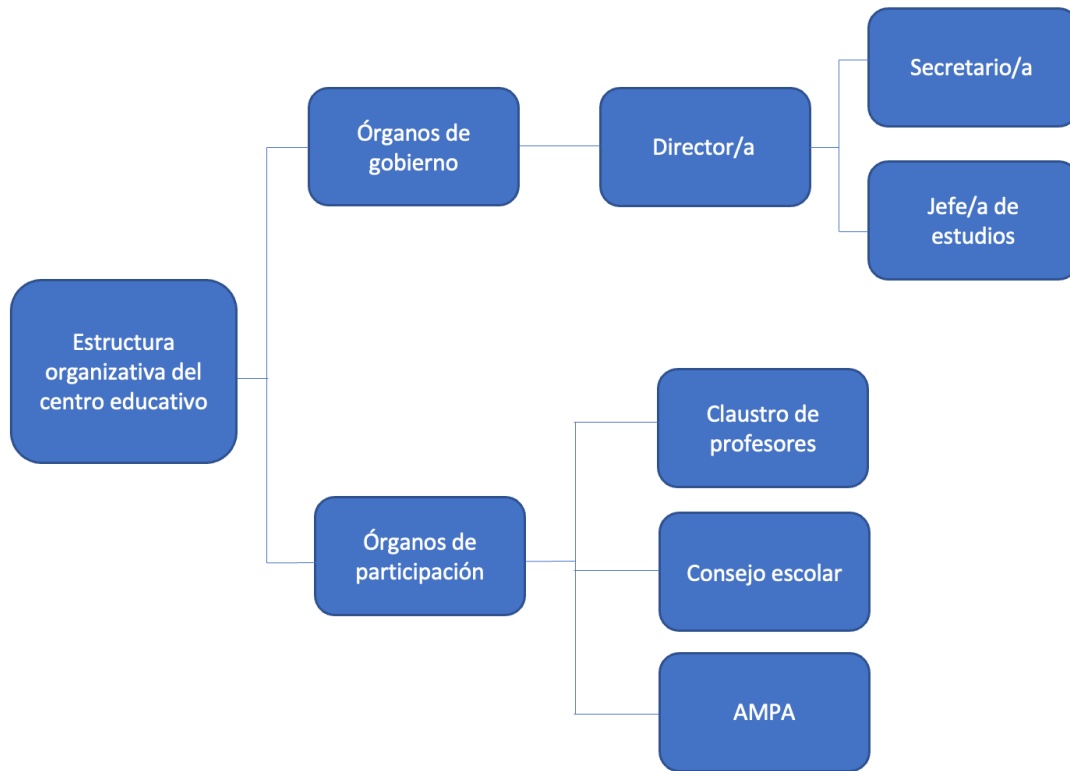 Estructura
organizativa del
centro educativo
Órganos de
gobierno
Director/a
Secretario/a
Jefe/a de
estudios
Órganos de
participación
Claustro de
profesores
Consejo escolar
AMPA